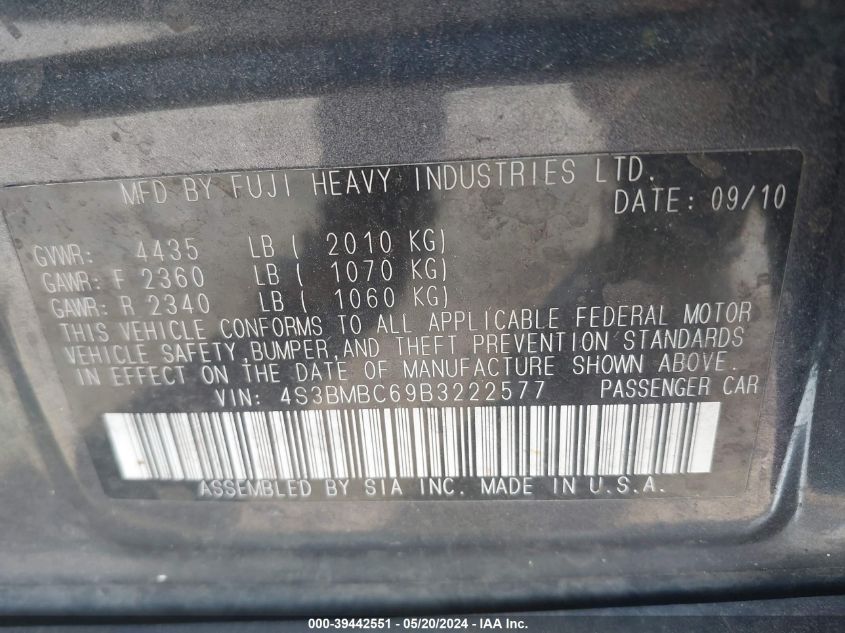 MFD BY FUJI HEAVY INDUSTRIES LTD.
DATE: 09/10
GVWR: 4435 LB ( 2010 KG)
GAWR: F 2360 LB ( 1070 KG)
GAWR: R 2340 LB ( 1060 KG)
THIS VEHICLE CONFORMS TO ALL APPLICABLE FEDERAL MOTOR
VEHICLE SAFETY,BUMPER,AND THEFT PREVENTION STANDARDS
IN EFFECT ON THE DATE OF MANUFACTURE SHOWN ABOVE.
VIN: 4S3BMBC69B3222577 PASSENGER CAR
ASSEMBLED BY SIA INC. MADE IN U.S.A.
000-39442551 - 05/20/2024 - IAA Inc.